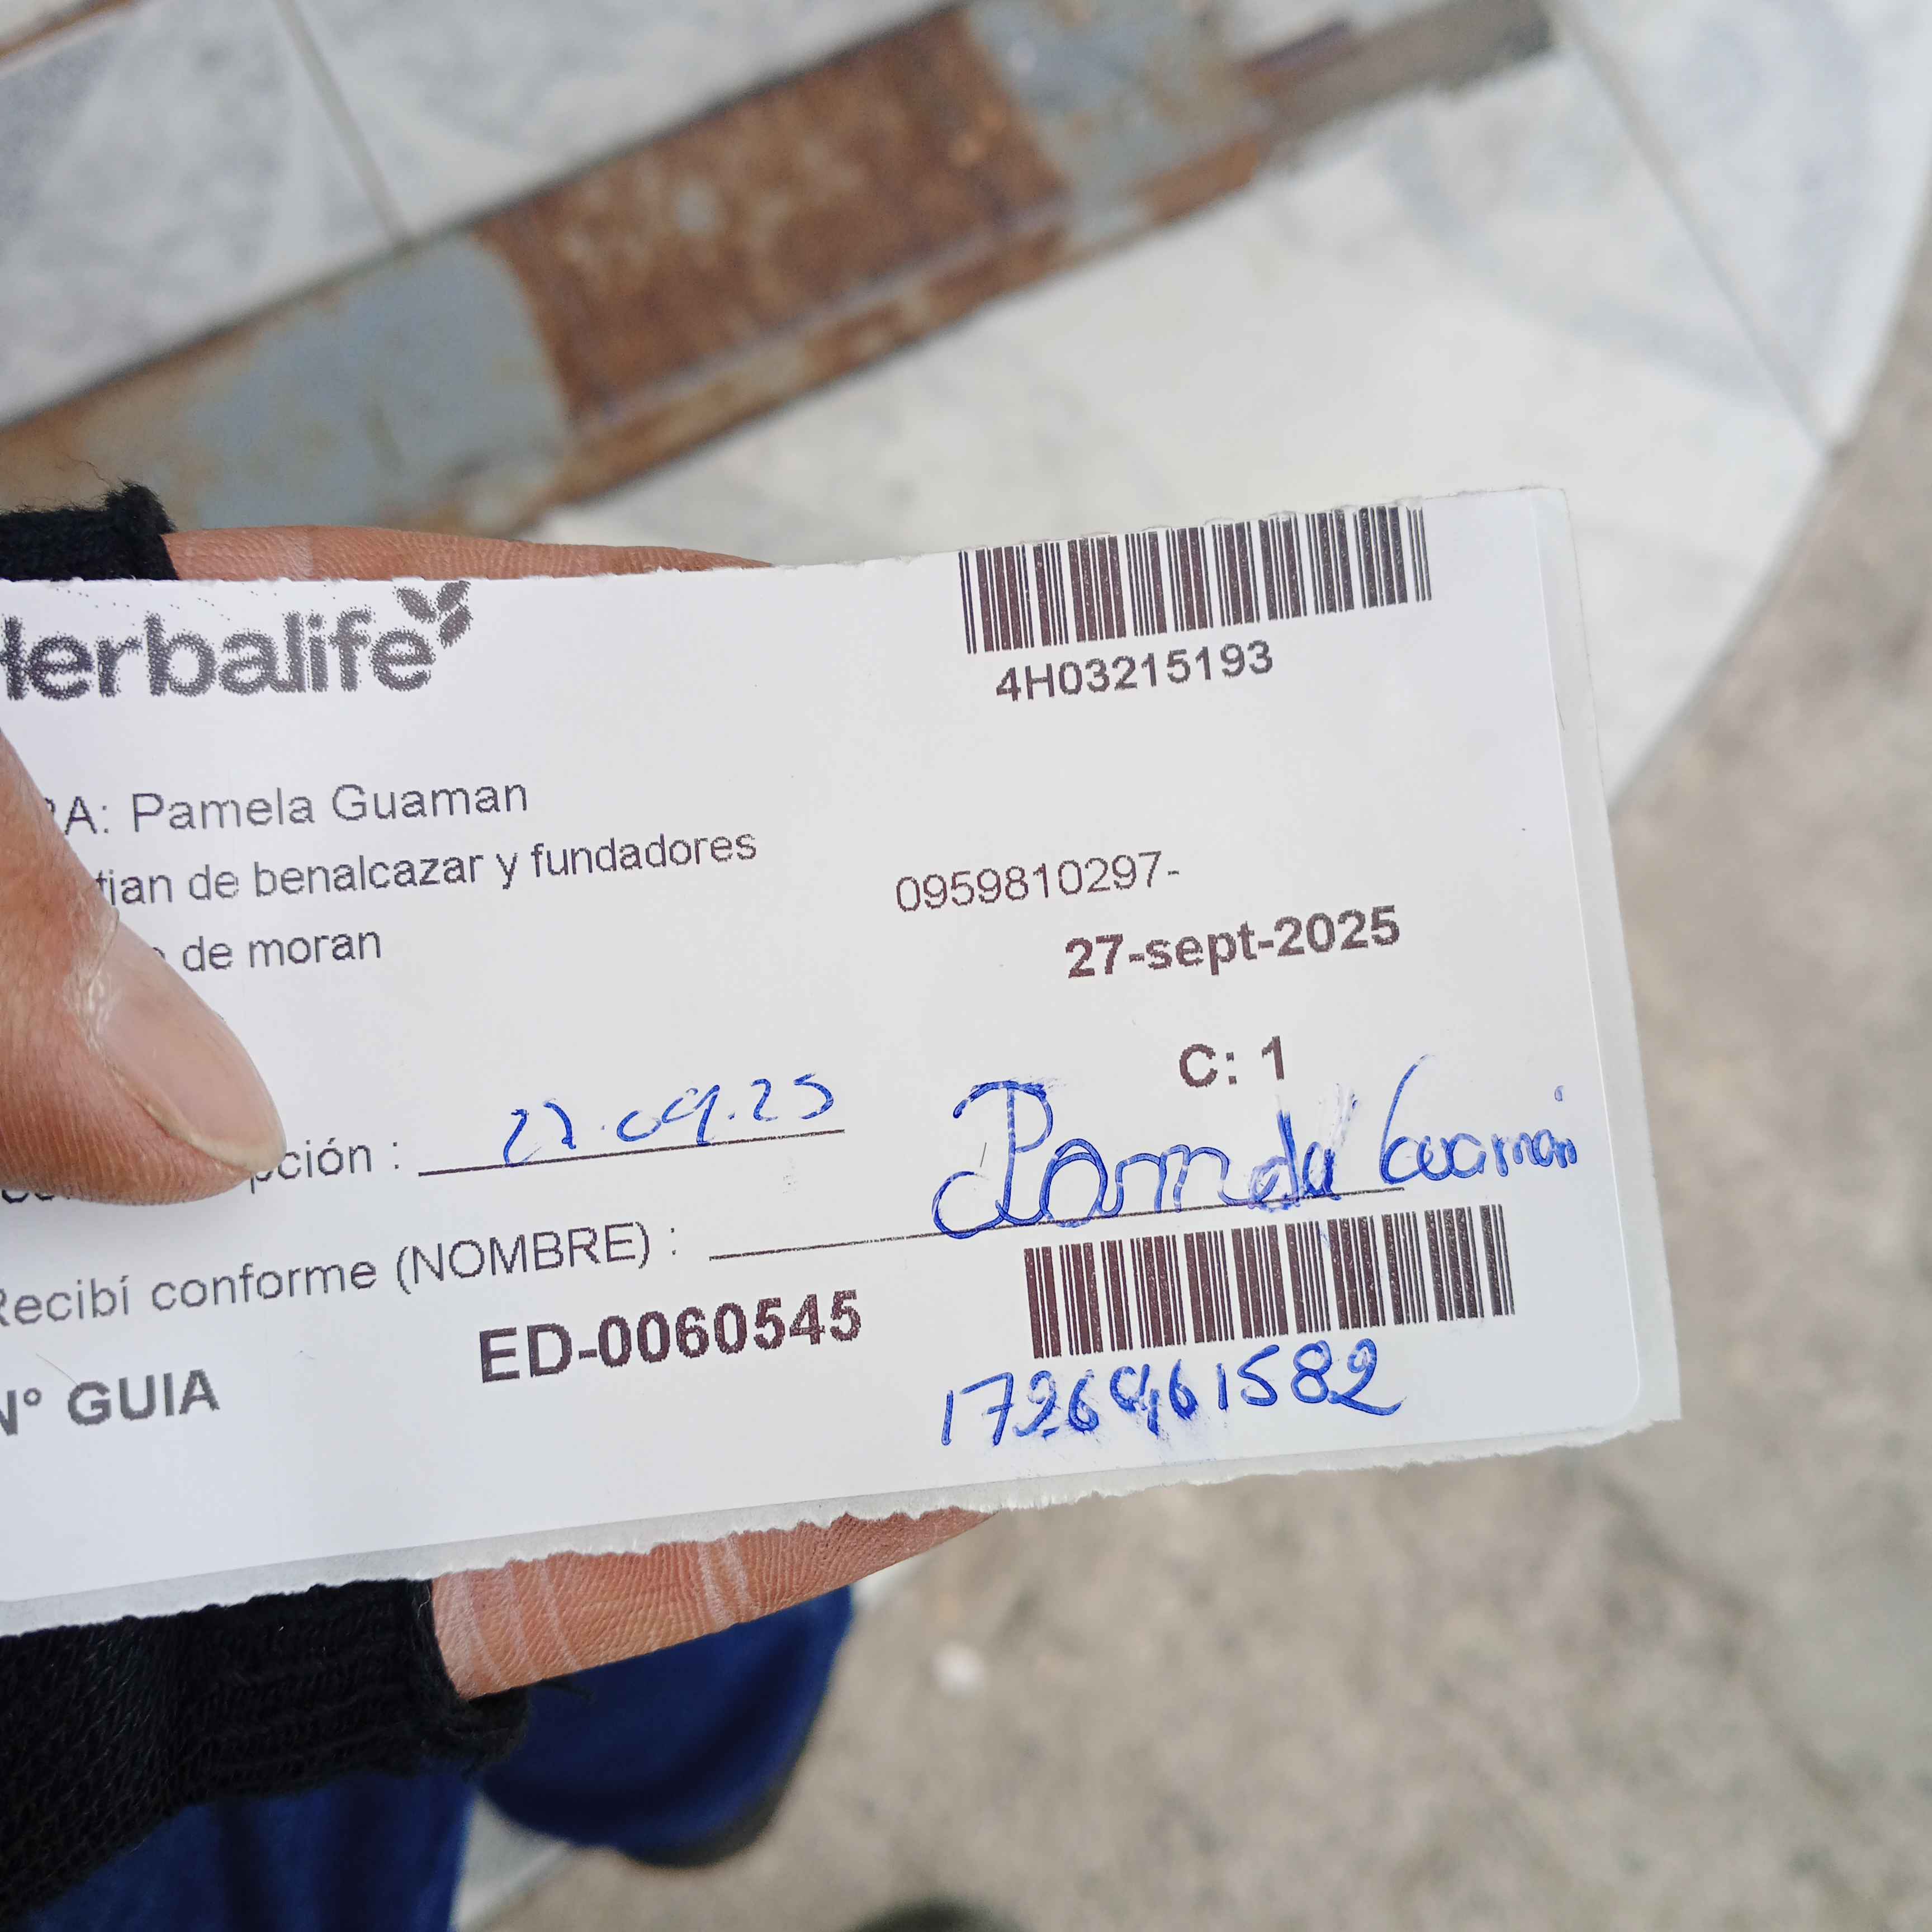 Herbalife
4H03215193
RA: Pamela Guaman
tian de benalcazar y fundadores
0959810297-
de moran
27-sept-2025
C: 1
pción : 27.09.25
Recibí conforme (NOMBRE) : Pamela Guaman
N° GUIA
ED-0060545
1726461582